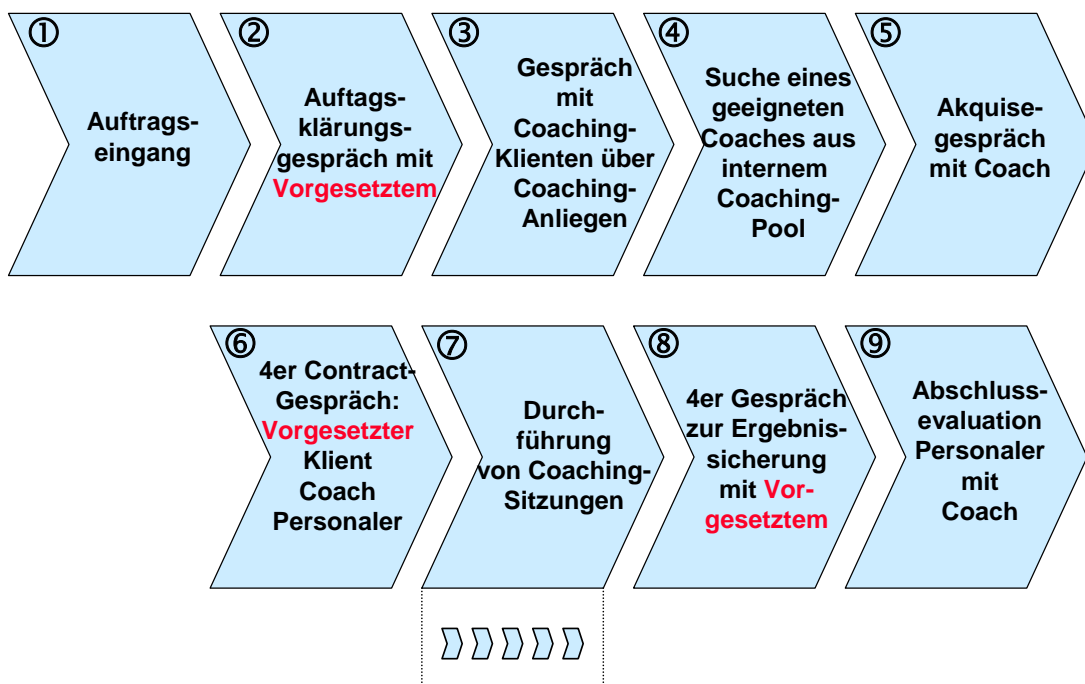 ①
Auftrags-
eingang
②
Auftags-
klärungs-
gespräch mit
Vorgesetztem
③
Gespräch
mit
Coaching-
Klienten über
Coaching-
Anliegen
④
Suche eines
geeigneten
Coaches aus
internem
Coaching-
Pool
⑤
Akquise-
gespräch
mit Coach
⑥
4er Contract-
Gespräch:
Vorgesetzter
Klient
Coach
Personaler
⑦
Durch-
führung
von Coaching-
Sitzungen
⑧
4er Gespräch
zur Ergebnis-
sicherung
mit Vor-
gesetztem
⑨
Abschluss-
evaluation
Personaler
mit
Coach